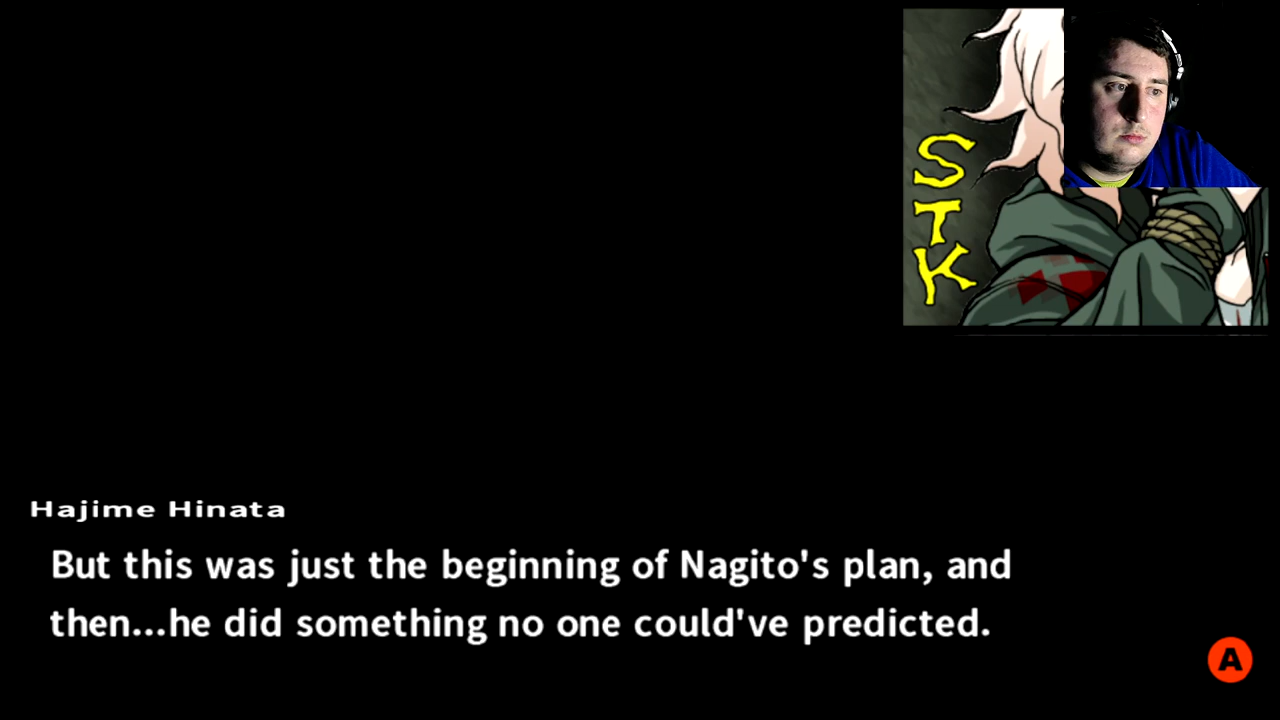 STK
Hajime Hinata
But this was just the beginning of Nagito's plan, and
then...he did something no one could've predicted.
A